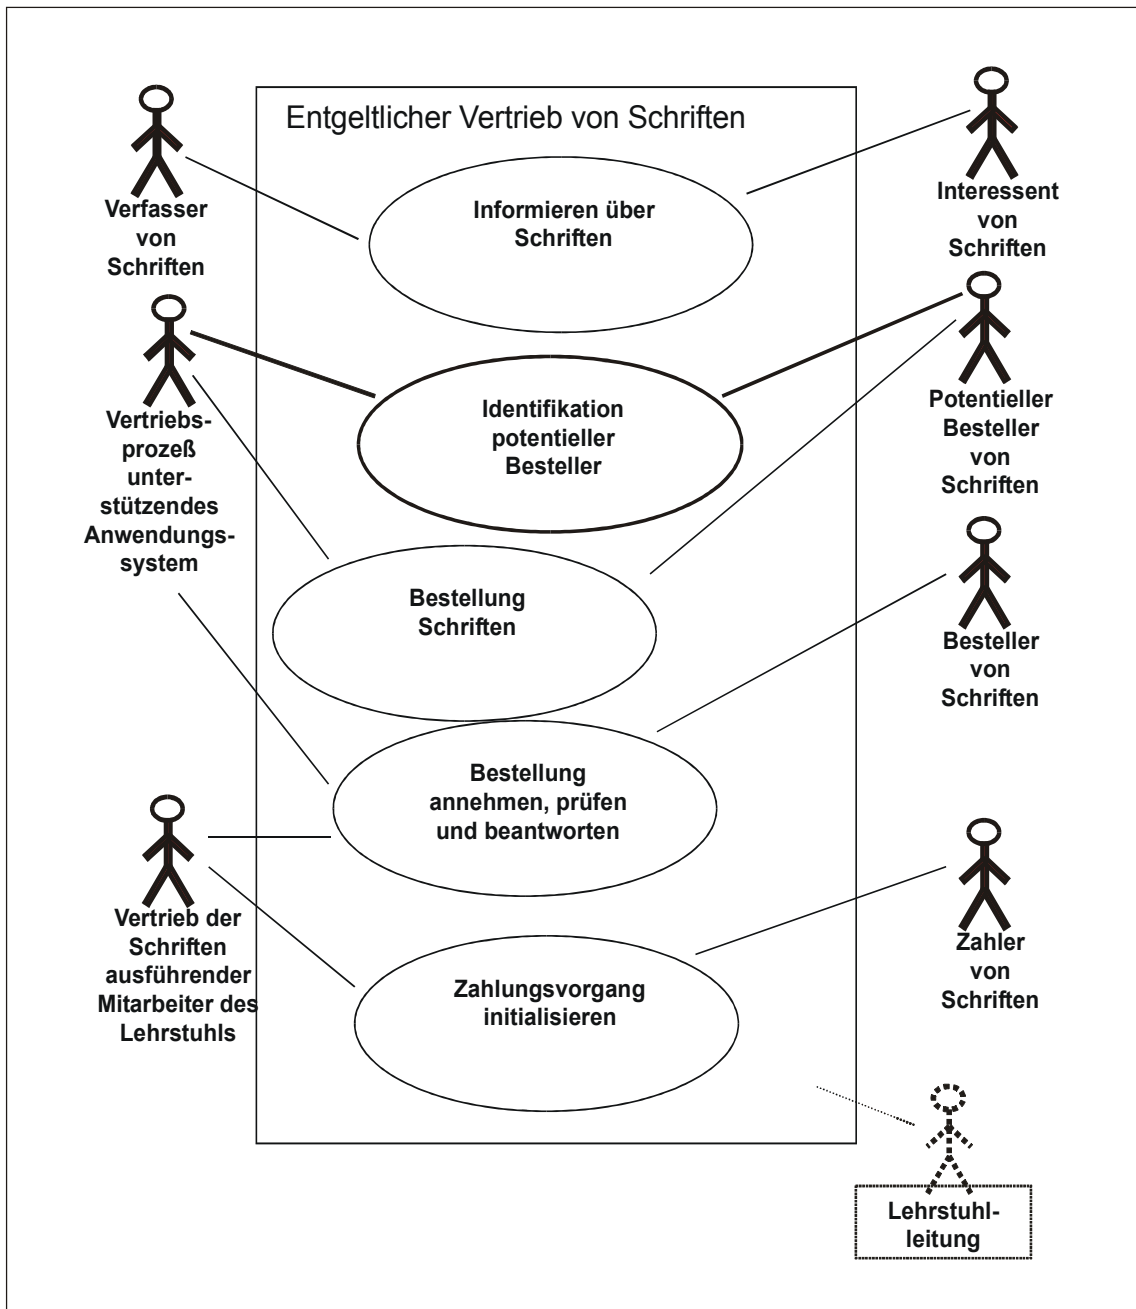 Entgeltlicher Vertrieb von Schriften
Verfasser
von
Schriften
Informieren über
Schriften
Interessent
von
Schriften
Vertriebs-
prozeß
unter-
stützendes
Anwendungs-
system
Identifikation
potentieller
Besteller
Potentieller
Besteller
von
Schriften
Bestellung
Schriften
Besteller
von
Schriften
Bestellung
annehmen, prüfen
und beantworten
Vertrieb der
Schriften
ausführender
Mitarbeiter des
Lehrstuhls
Zahlungsvorgang
initialisieren
Zahler
von
Schriften
Lehrstuhl-
leitung